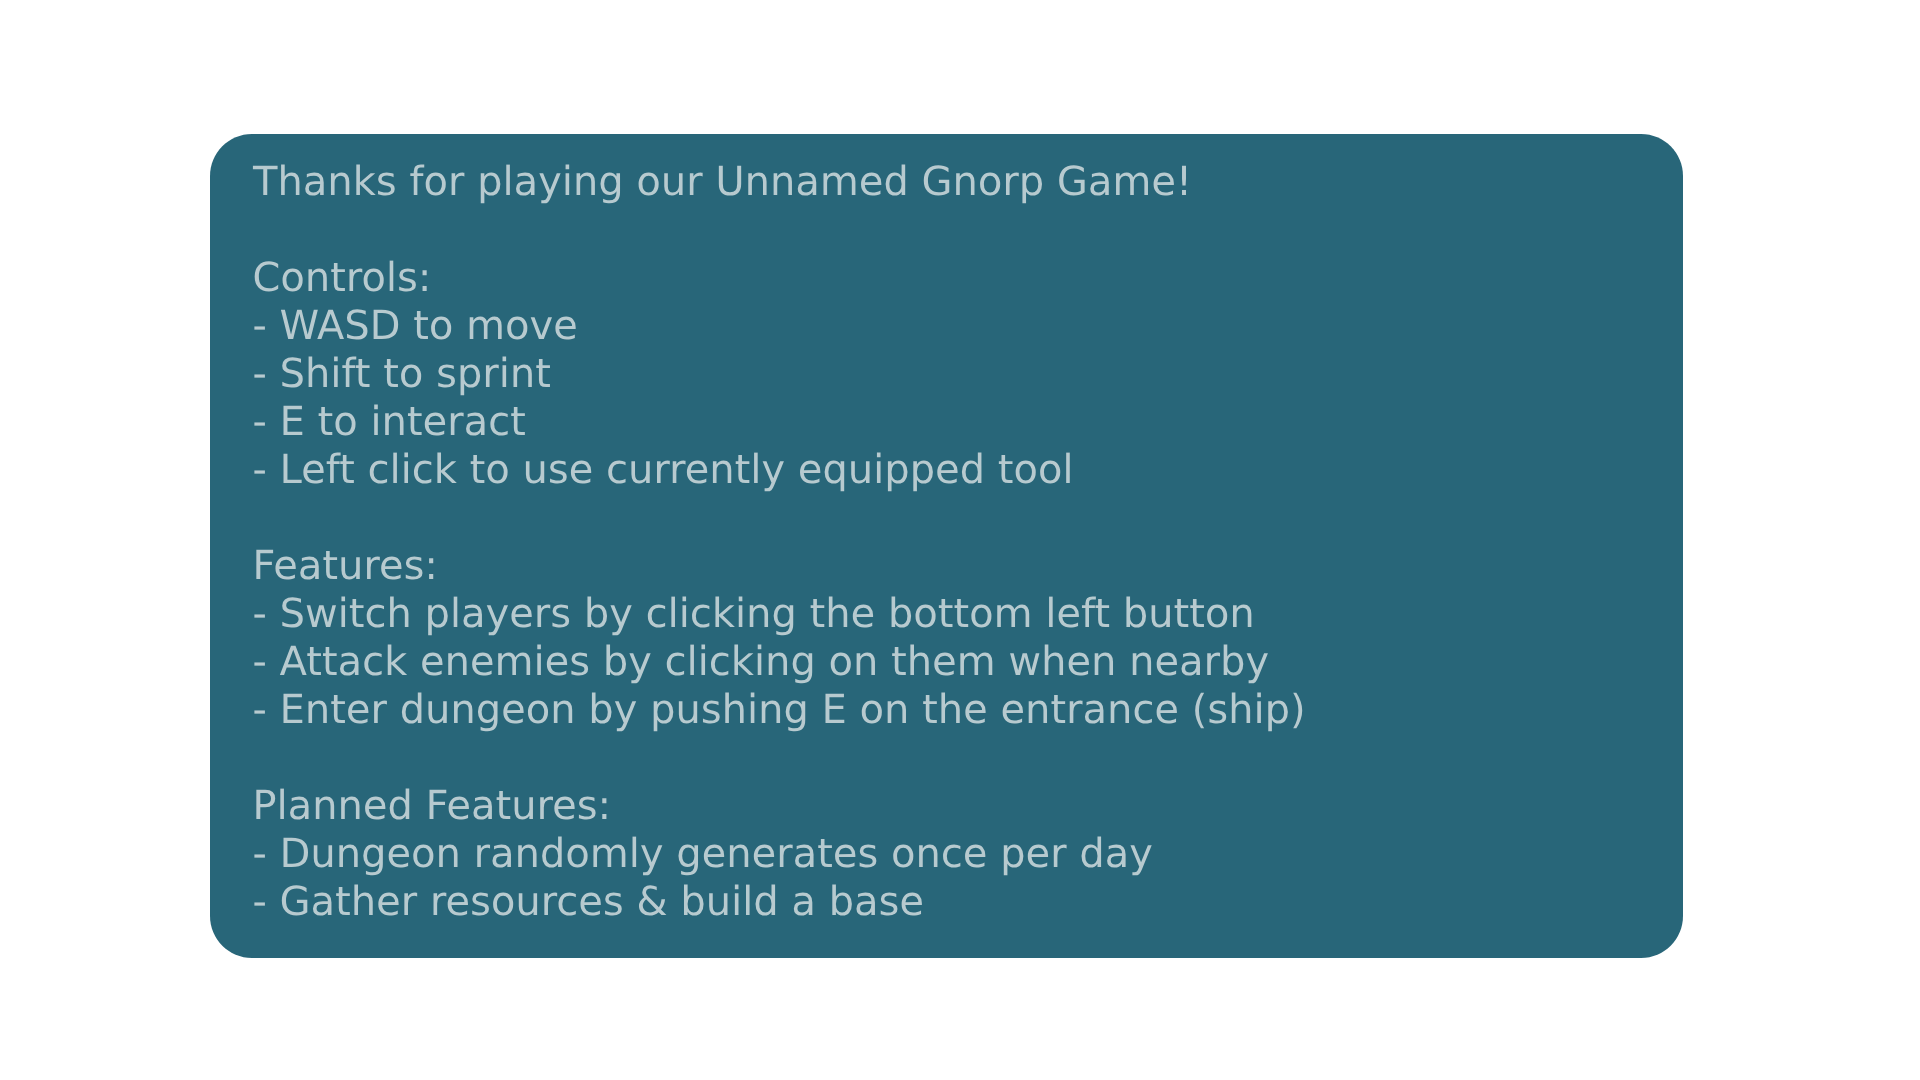 Thanks for playing our Unnamed Gnorp Game!
Controls:
- WASD to move
- Shift to sprint
- E to interact
- Left click to use currently equipped tool
Features:
- Switch players by clicking the bottom left button
- Attack enemies by clicking on them when nearby
- Enter dungeon by pushing E on the entrance (ship)
Planned Features:
- Dungeon randomly generates once per day
- Gather resources & build a base